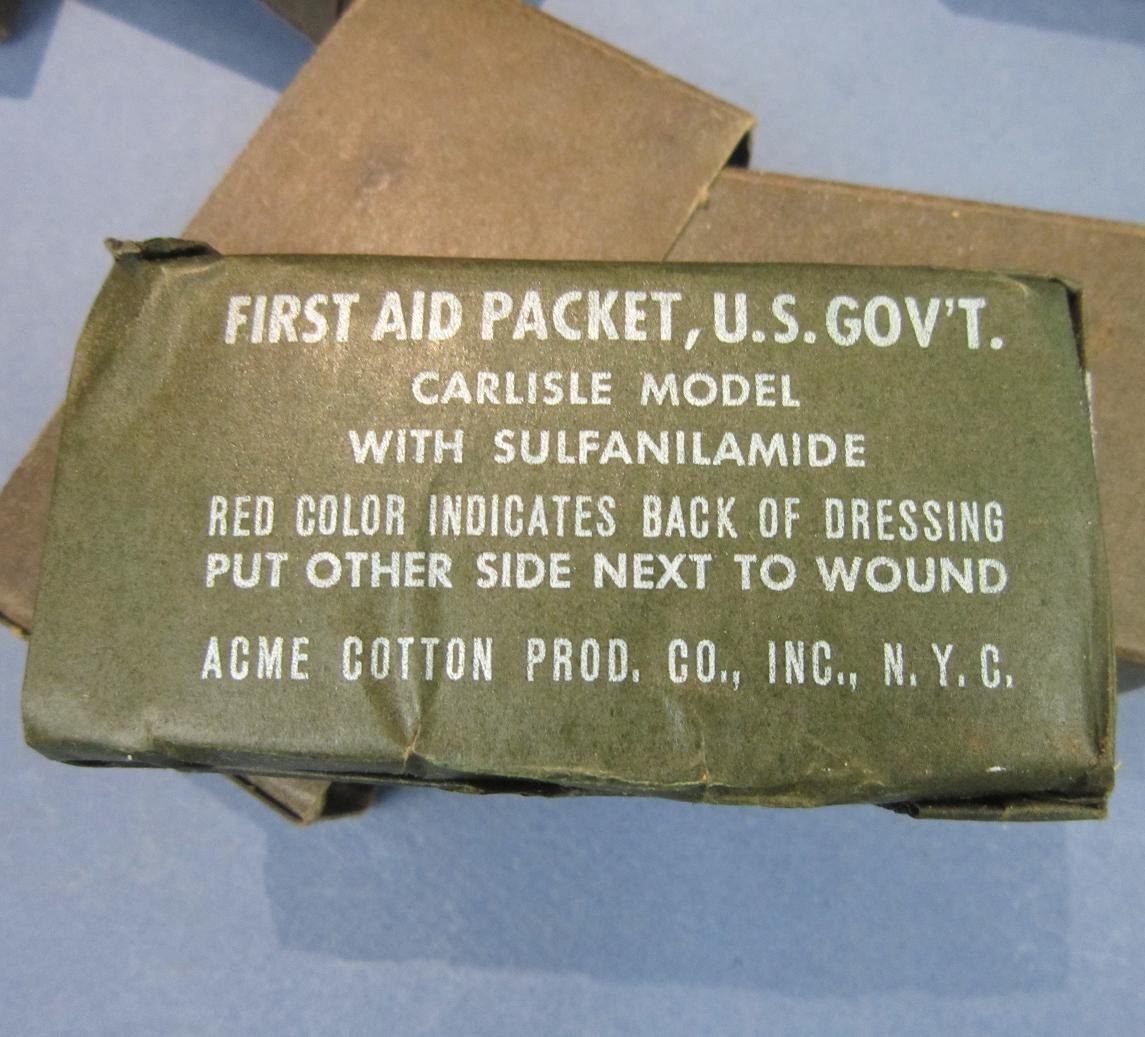 FIRST AID PACKET, U.S. GOV'T.
CARLISLE MODEL
WITH SULFANILAMIDE
RED COLOR INDICATES BACK OF DRESSING
PUT OTHER SIDE NEXT TO WOUND
ACME COTTON PROD. CO., INC., N. Y. C.